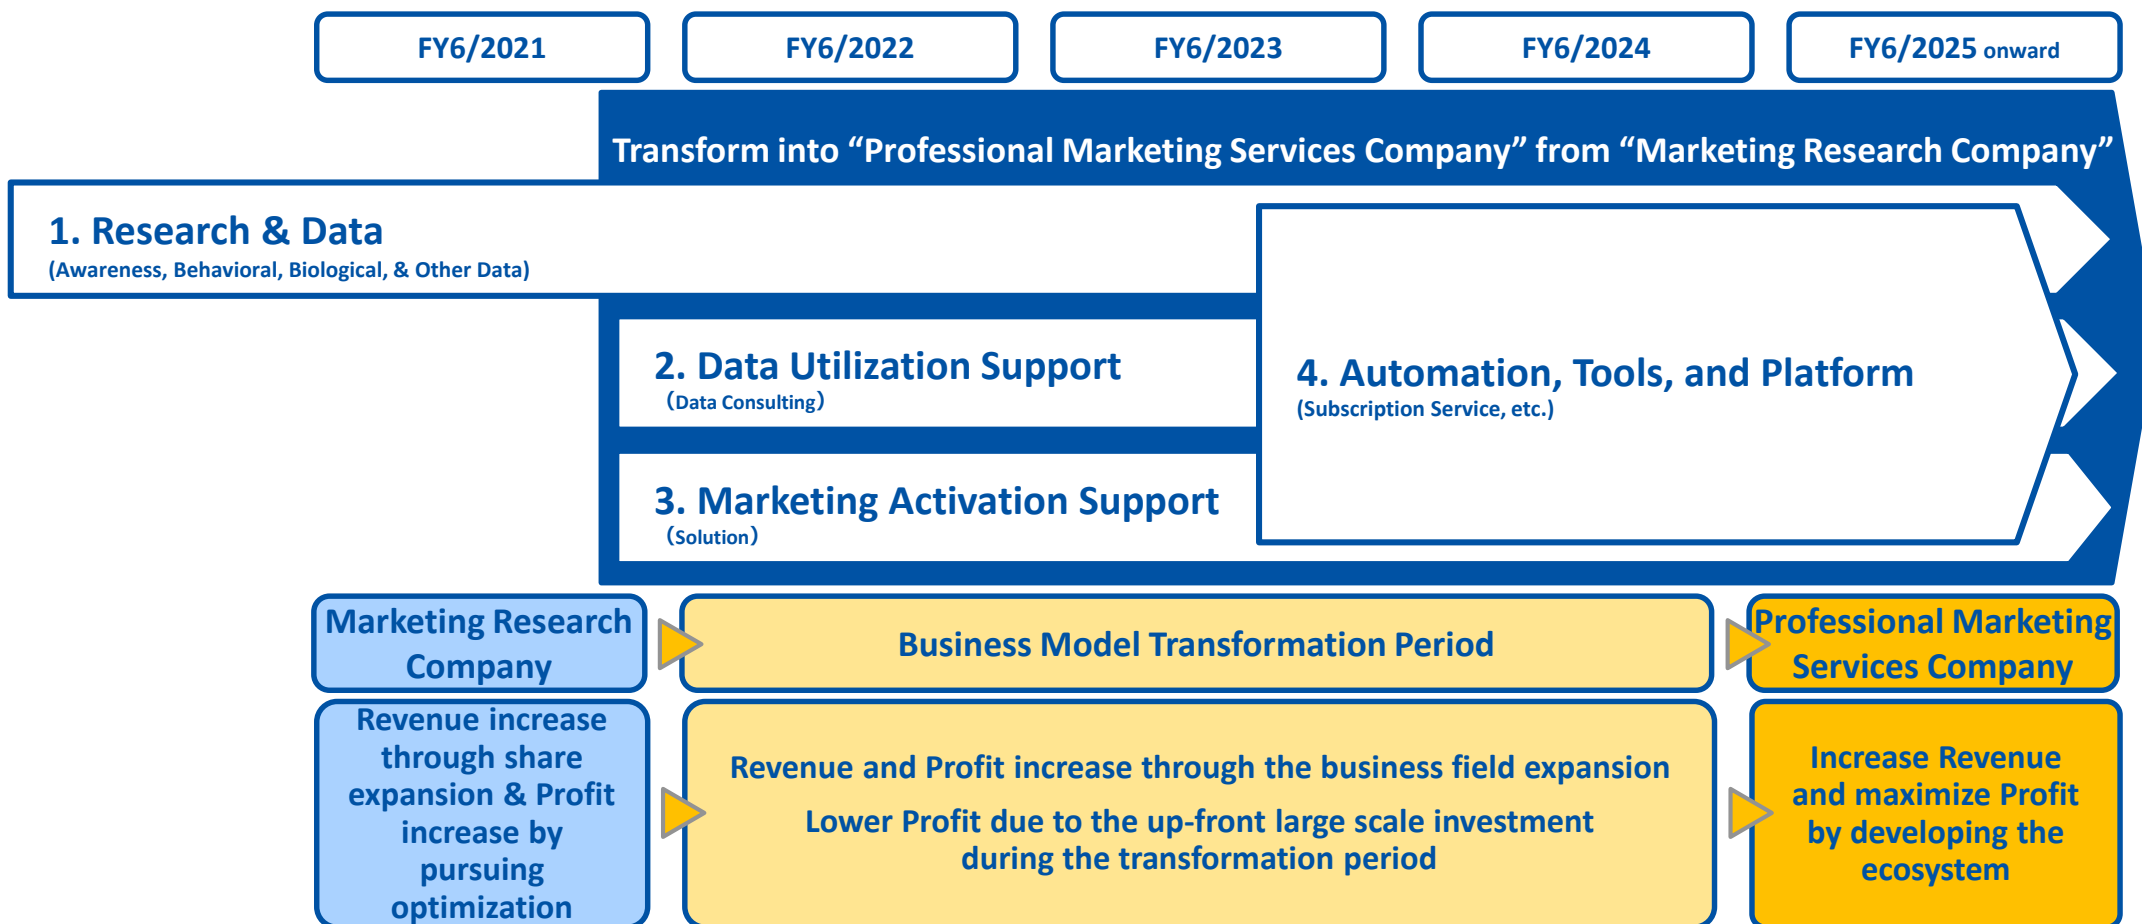 FY6/2021
FY6/2022
FY6/2023
FY6/2024
FY6/2025 onward
Transform into “Professional Marketing Services Company” from “Marketing Research Company”
1. Research & Data
(Awareness, Behavioral, Biological, & Other Data)
2. Data Utilization Support
（Data Consulting）
3. Marketing Activation Support
（Solution）
4. Automation, Tools, and Platform
(Subscription Service, etc.)
Marketing Research
Company
Business Model Transformation Period
Professional Marketing
Services Company
Revenue increase
through share
expansion & Profit
increase by
pursuing
optimization
Revenue and Profit increase through the business field expansion
Lower Profit due to the up-front large scale investment
during the transformation period
Increase Revenue
and maximize Profit
by developing the
ecosystem